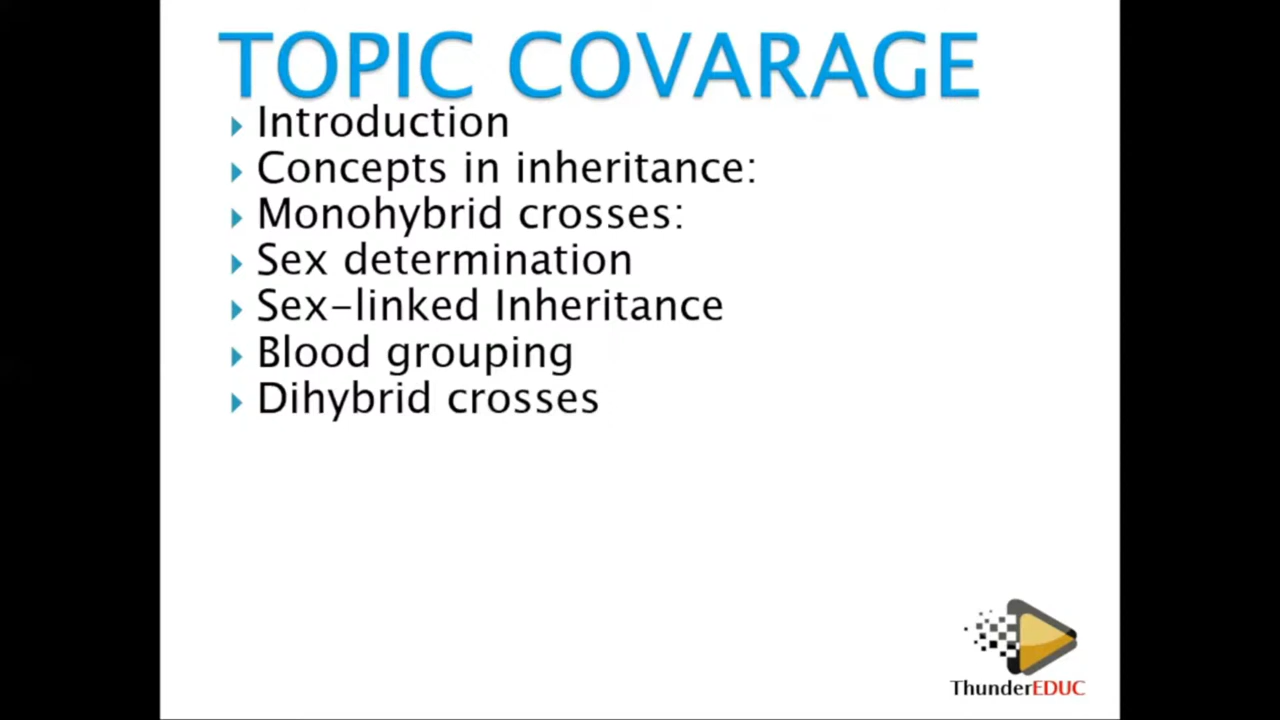 TOPIC COVARAGE
Introduction
Concepts in inheritance:
Monohybrid crosses:
Sex determination
Sex-linked Inheritance
Blood grouping
Dihybrid crosses
ThunderEDUC